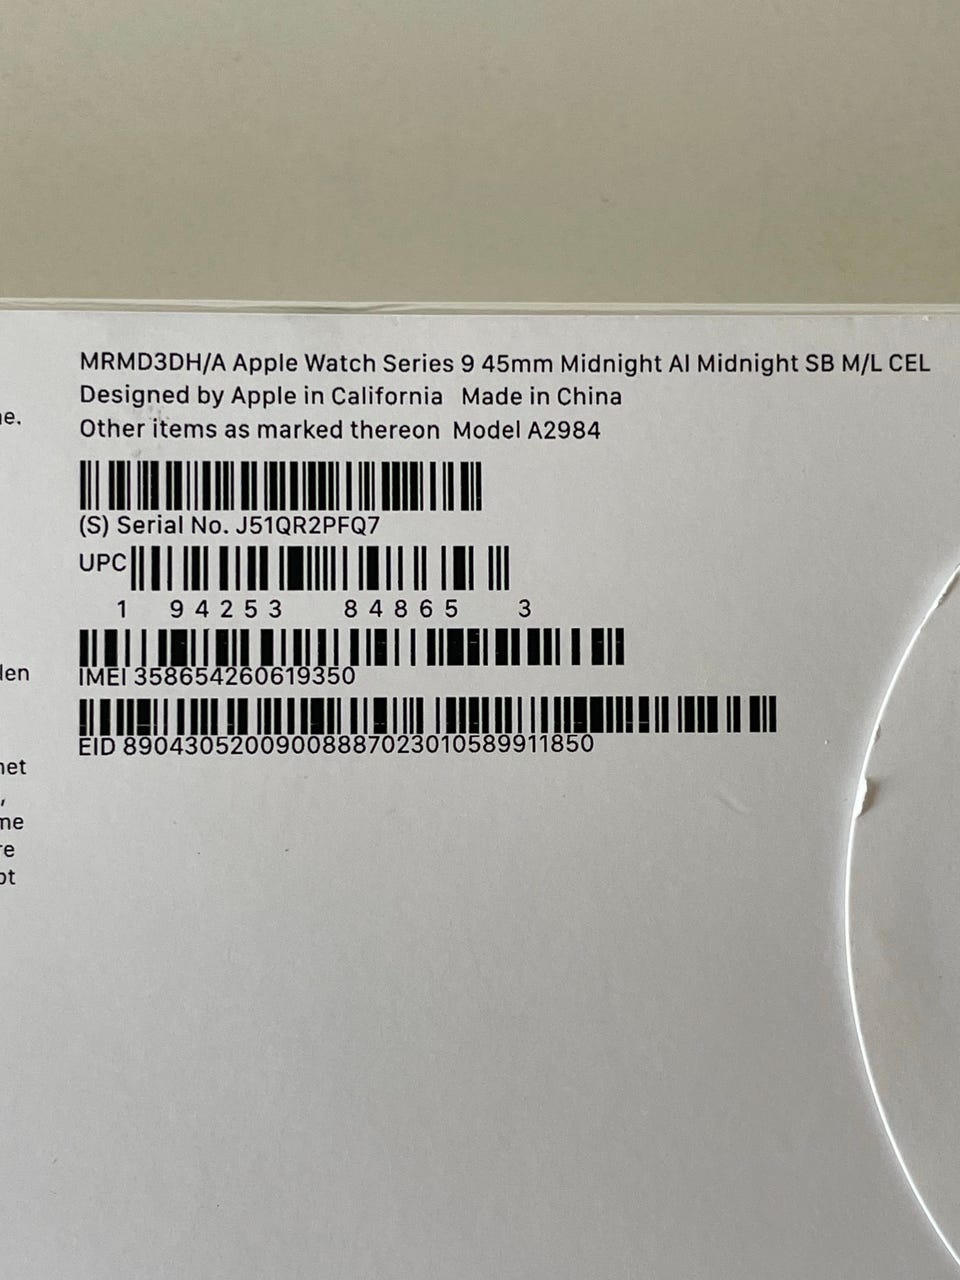 MRMD3DH/A Apple Watch Series 9 45mm Midnight Al Midnight SB M/L CEL
Designed by Apple in California Made in China
Other items as marked thereon Model A2984
(S) Serial No. J51QR2PFQ7
UPC
1 94253 84865 3
IMEI 358654260619350
EID 89043052009008887023010589911850